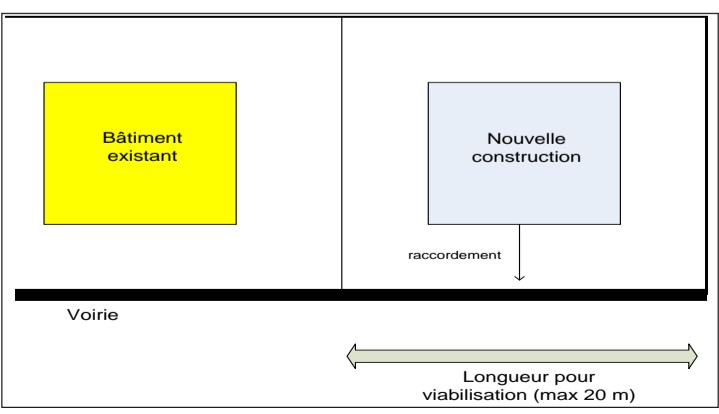 Bâtiment
existant
Nouvelle
construction
raccordement
Voirie
Longueur pour
viabilisation (max 20 m)